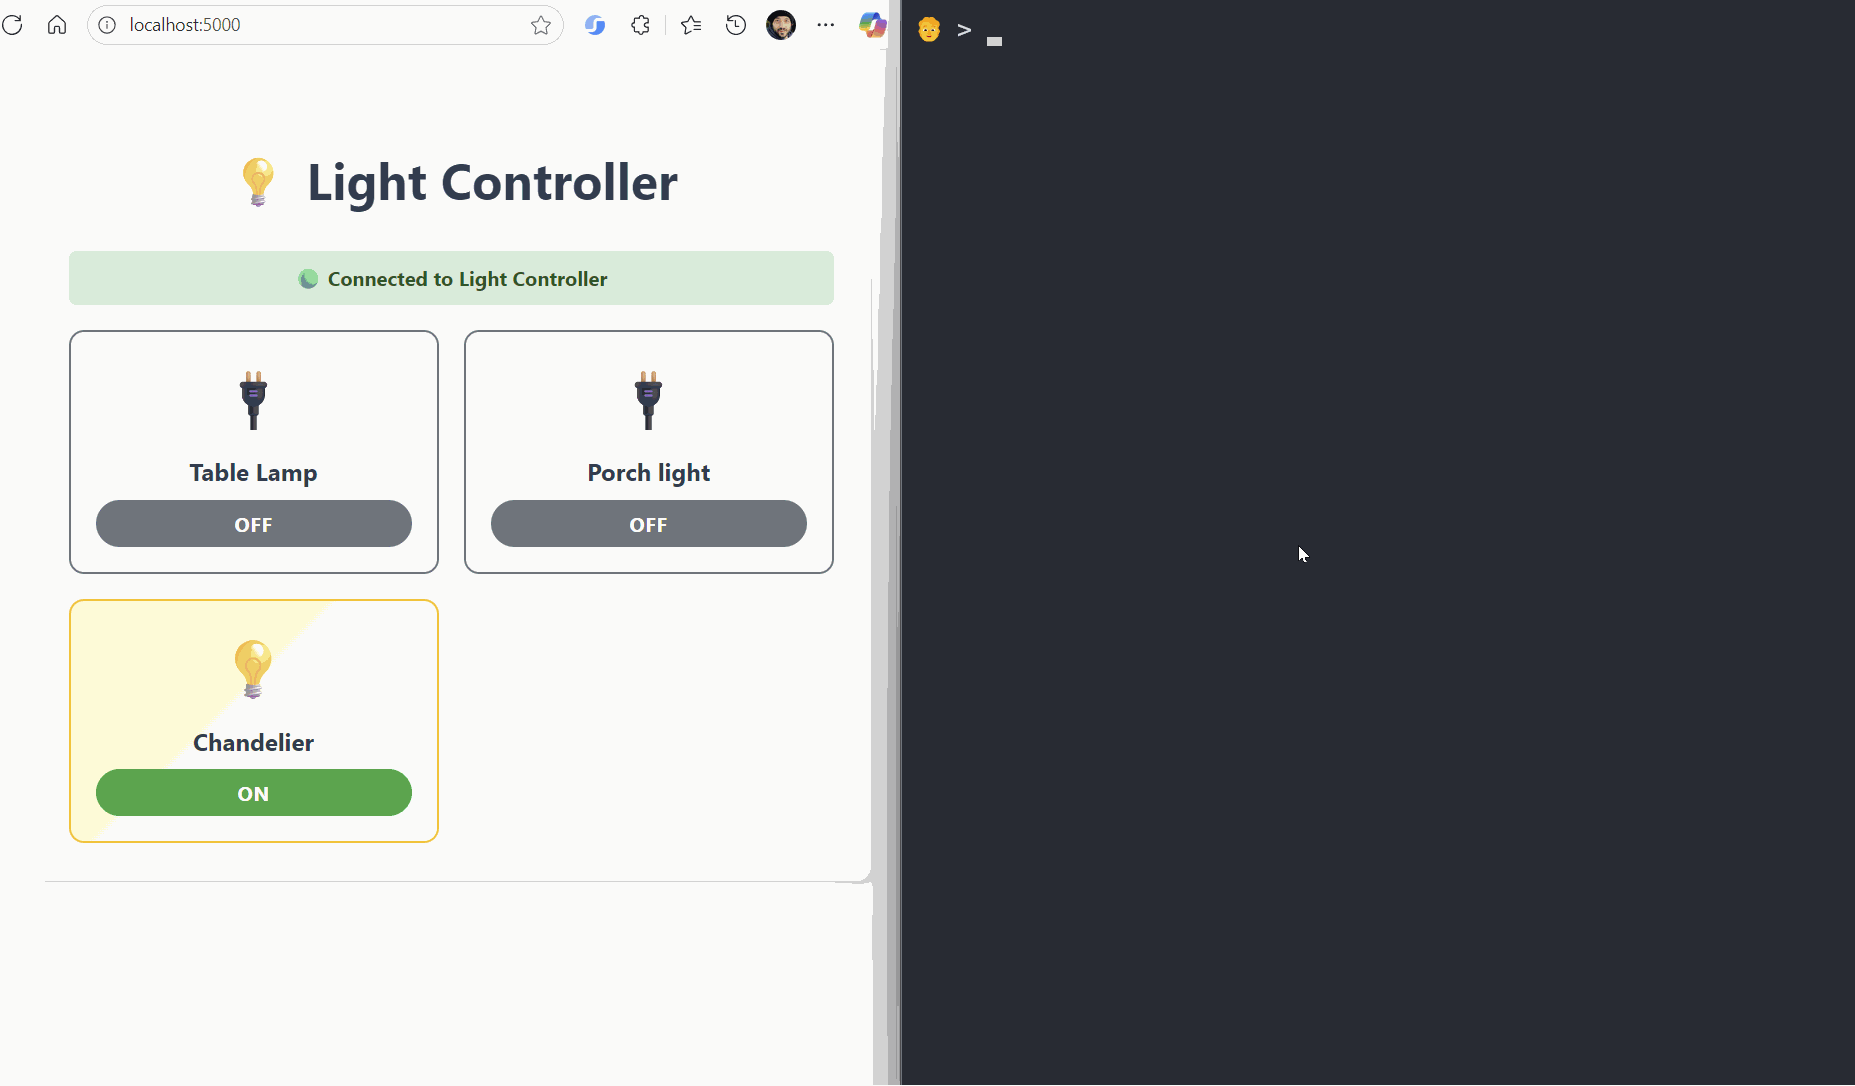 localhost:5000
>
Light Controller
Connected to Light Controller
Table Lamp
OFF
Porch light
OFF
Chandelier
ON